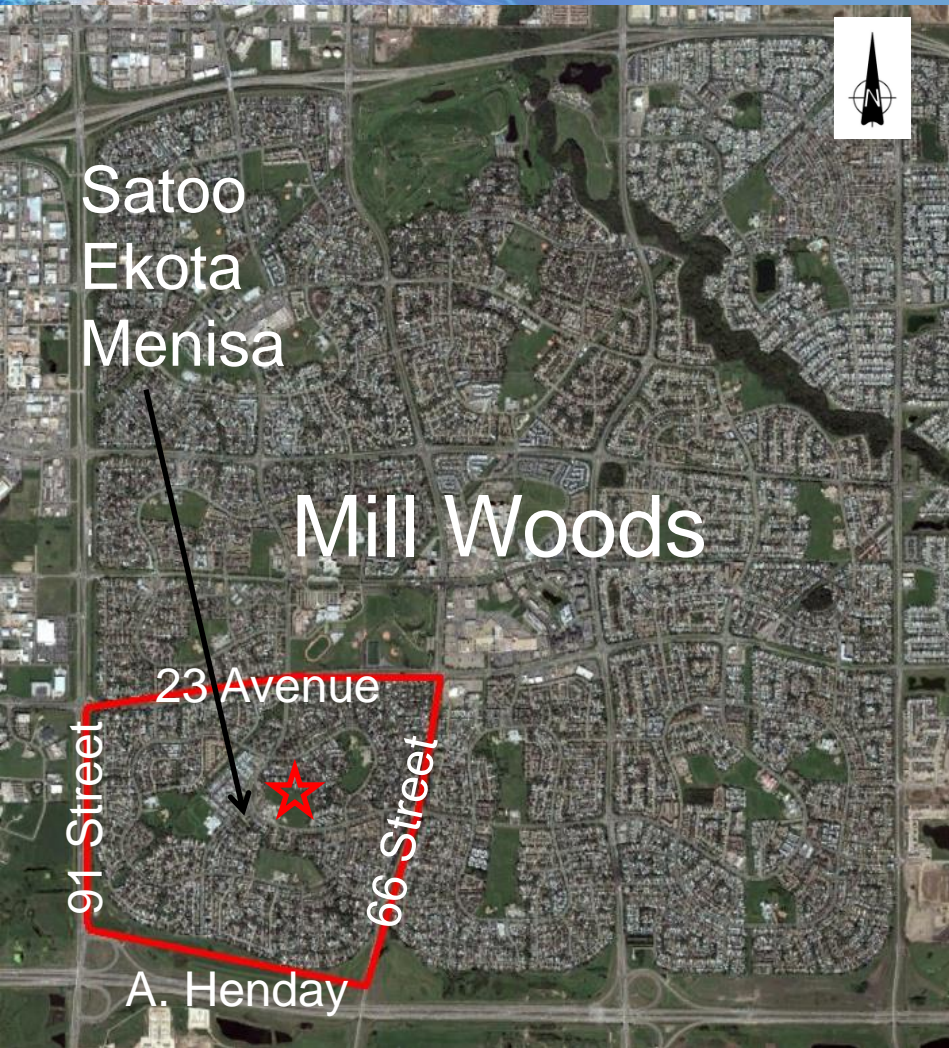 N
Satoo
Ekota
Menisa
Mill Woods
23 Avenue
91 Street
66 Street
A. Henday